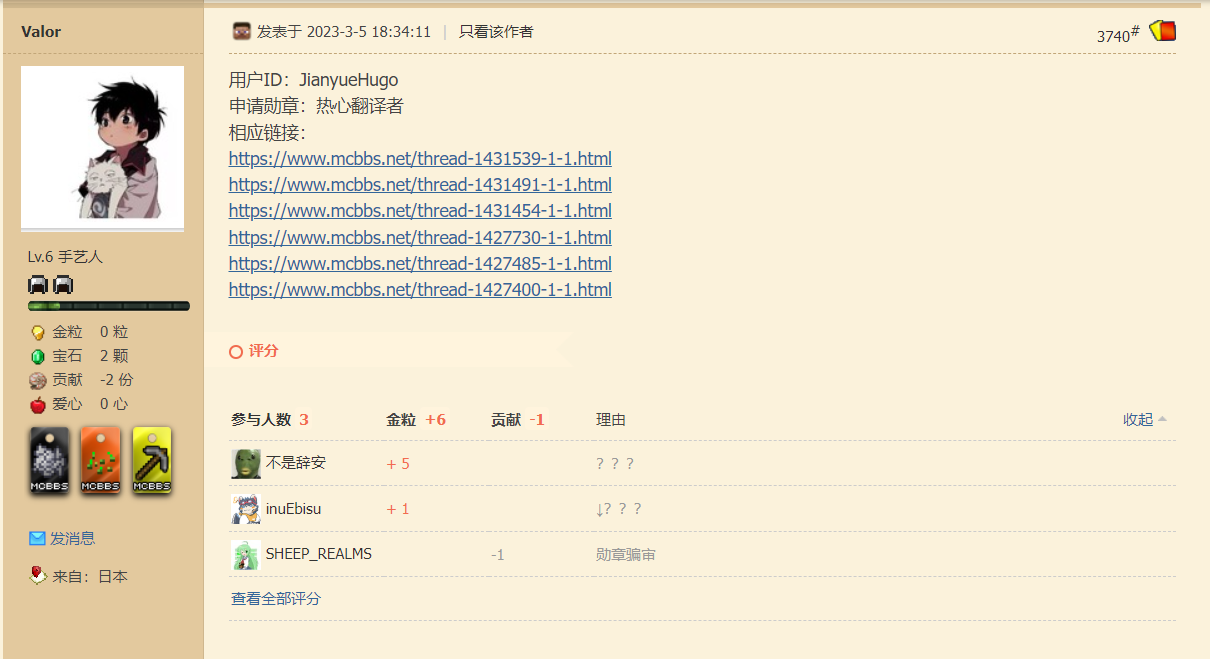 Valor
发表于 2023-3-5 18:34:11 | 只看该作者
3740#
用户ID：JianyueHugo
申请勋章：热心翻译者
相应链接：
https://www.mcbbs.net/thread-1431539-1-1.html
https://www.mcbbs.net/thread-1431491-1-1.html
https://www.mcbbs.net/thread-1431454-1-1.html
https://www.mcbbs.net/thread-1427730-1-1.html
https://www.mcbbs.net/thread-1427485-1-1.html
https://www.mcbbs.net/thread-1427400-1-1.html
Lv.6 手艺人
金粒 0 粒
宝石 2 颗
贡献 -2 份
爱心 0 心
MCBBS MCBBS MCBBS
发消息
来自：日本
评分
参与人数 3 金粒 +6 贡献 -1 理由 收起
不是辞安 + 5 ？？？
inuEbisu + 1 ↓？？？
SHEEP_REALMS -1 勋章骗审
查看全部评分